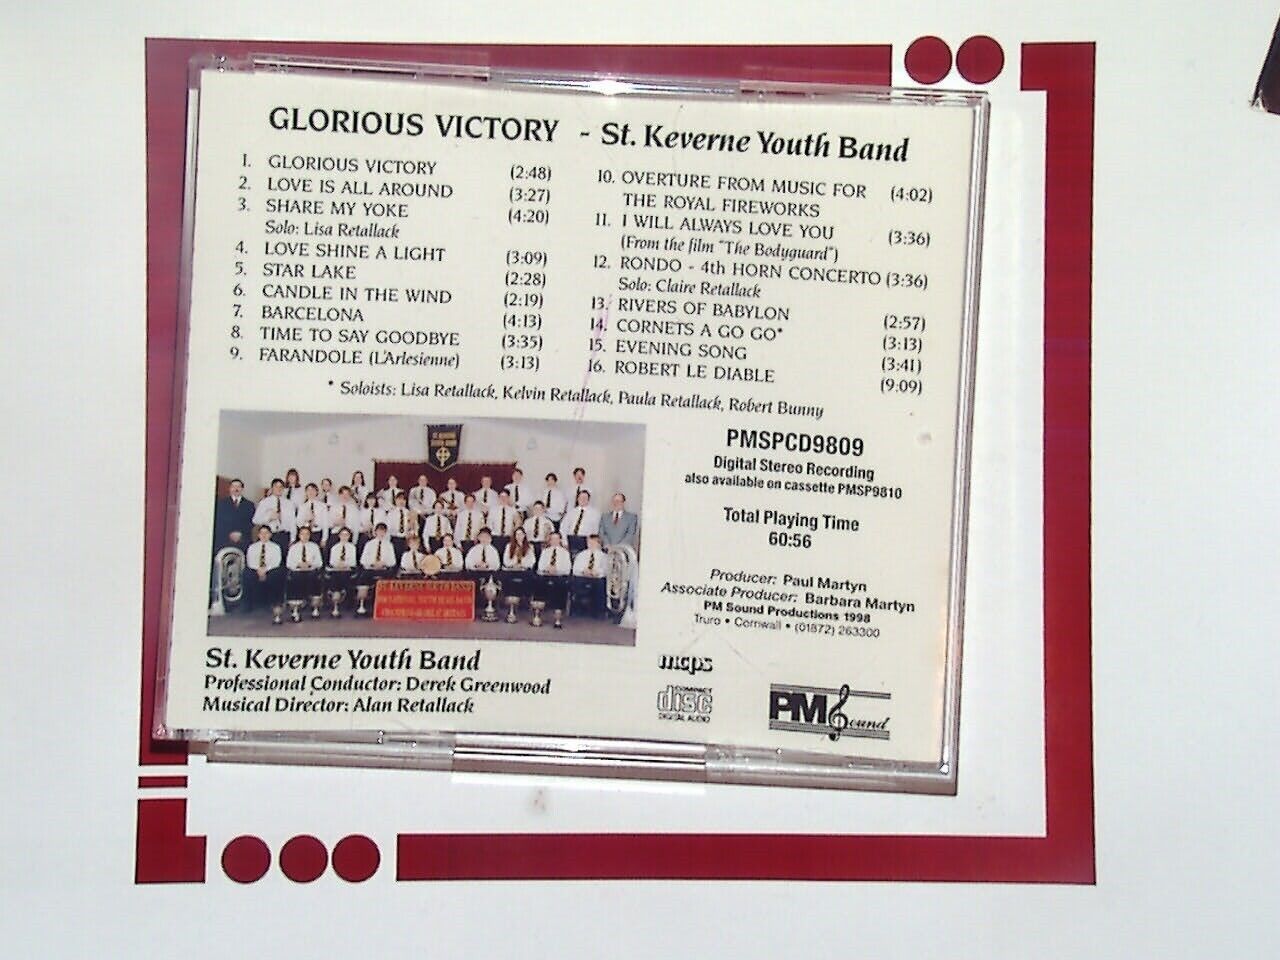 GLORIOUS VICTORY - St. Keverne Youth Band
1. GLORIOUS VICTORY (2:48)
2. LOVE IS ALL AROUND (3:27)
3. SHARE MY YOKE (4:20)
Solo: Lisa Retallack
4. LOVE SHINE A LIGHT (3:09)
5. STAR LAKE (2:28)
6. CANDLE IN THE WIND (2:19)
7. BARCELONA (4:13)
8. TIME TO SAY GOODBYE (3:35)
9. FARANDOLE (L'Arlesienne) (3:13)
10. OVERTURE FROM MUSIC FOR (4:02)
THE ROYAL FIREWORKS
11. I WILL ALWAYS LOVE YOU (3:36)
(From the film "The Bodyguard")
12. RONDO - 4th HORN CONCERTO (3:36)
Solo: Claire Retallack
13. RIVERS OF BABYLON (2:57)
14. CORNETS A GO GO* (3:13)
15. EVENING SONG (3:41)
16. ROBERT LE DIABLE (9:09)
* Soloists: Lisa Retallack, Kelvin Retallack, Paula Retallack, Robert Bunny
ST. KEVERNE YOUTH BAND
St. Keverne Youth Band
Professional Conductor: Derek Greenwood
Musical Director: Alan Retallack
PMSPCD9809
Digital Stereo Recording
also available on cassette PMSP9810
Total Playing Time
60:56
Producer: Paul Martyn
Associate Producer: Barbara Martyn
PM Sound Productions 1998
Truro • Cornwall • (01872) 263300
mcps
COMPACT
disc
DIGITAL AUDIO
PM Sound